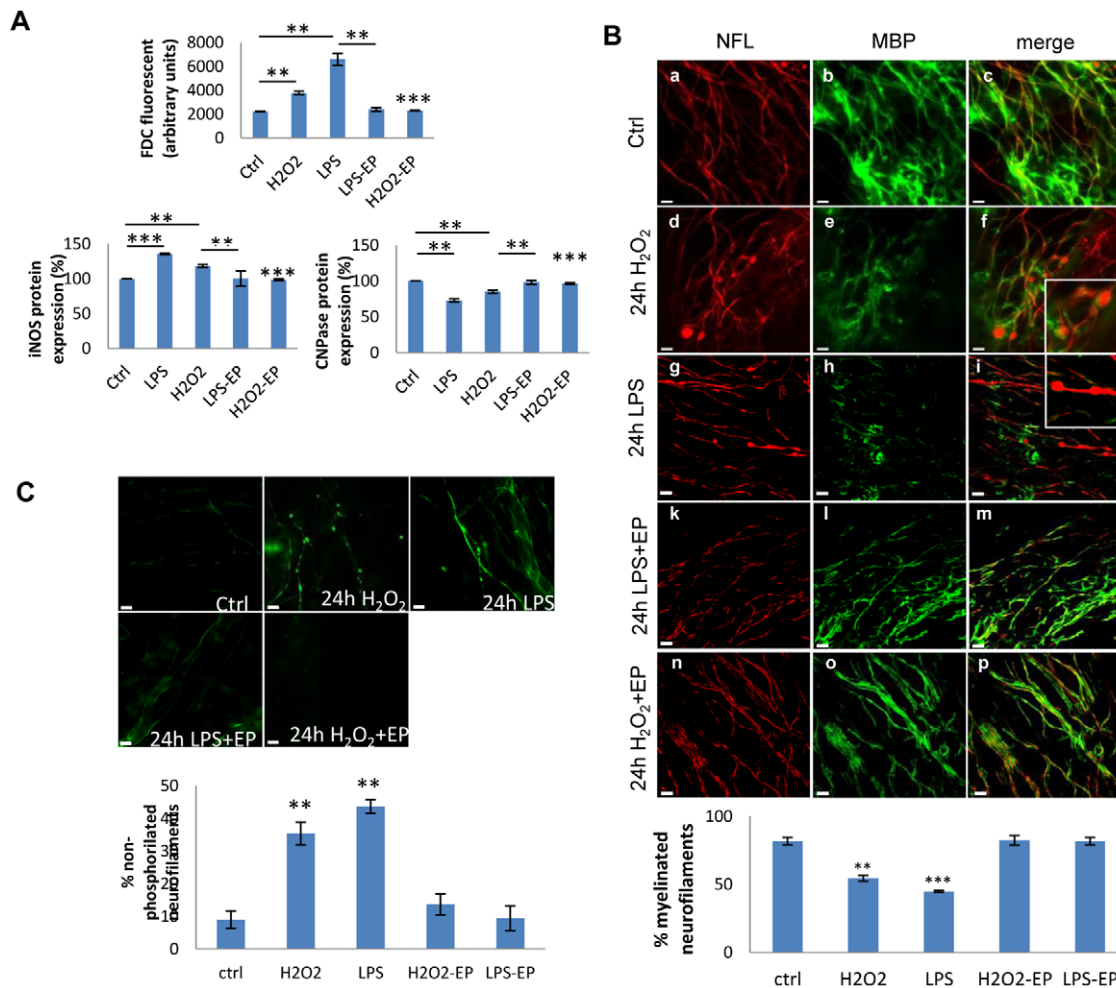 A
FDC fluorescent
(arbitrary units)
8000
6000
4000
2000
0
**
**
**
***
Ctrl
H2O2
LPS
LPS-EP
H2O2-EP
iNOS protein
expression (%)
150
100
50
0
**
***
**
***
Ctrl
LPS
H2O2
LPS-EP
H2O2-EP
CNPase protein
expression (%)
150
100
50
0
**
**
**
***
Ctrl
LPS
H2O2
LPS-EP
H2O2-EP
B
NFL MBP merge
Ctrl
a b c
24h H₂O₂
d e f
24h LPS
g h i
24h LPS+EP
k l m
24h H₂O₂+EP
n o p
% myelinated
neurofilaments
100
50
0
**
***
ctrl H2O2 LPS H2O2-EP LPS-EP
C
Ctrl
24h H₂O₂
24h LPS
24h LPS+EP
24h H₂O₂+EP
% non-
phosphorilated
neurofilaments
50
40
30
20
10
0
**
**
ctrl H2O2 LPS H2O2-EP LPS-EP